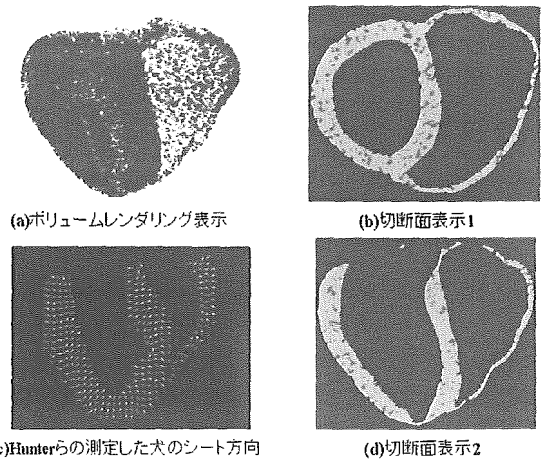 (a)ボリュームレンダリング表示
(b)切断面表示1
c)Hunterらの測定した犬のシート方向
(d)切断面表示2